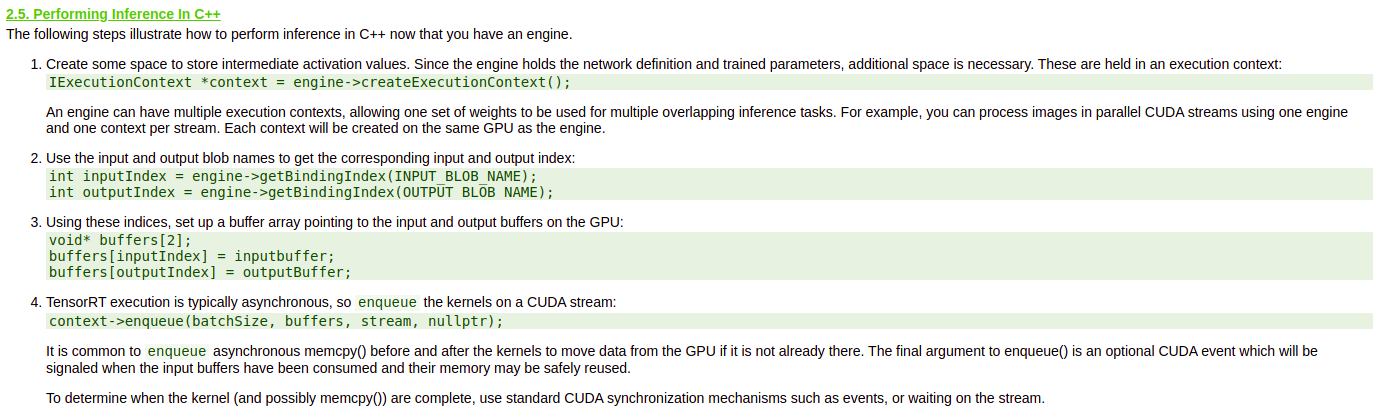 2.5. Performing Inference In C++
The following steps illustrate how to perform inference in C++ now that you have an engine.
1. Create some space to store intermediate activation values. Since the engine holds the network definition and trained parameters, additional space is necessary. These are held in an execution context:
IExecutionContext *context = engine->createExecutionContext();
An engine can have multiple execution contexts, allowing one set of weights to be used for multiple overlapping inference tasks. For example, you can process images in parallel CUDA streams using one engine
and one context per stream. Each context will be created on the same GPU as the engine.
2. Use the input and output blob names to get the corresponding input and output index:
int inputIndex = engine->getBindingIndex(INPUT_BLOB_NAME);
int outputIndex = engine->getBindingIndex(OUTPUT_BLOB_NAME);
3. Using these indices, set up a buffer array pointing to the input and output buffers on the GPU:
void* buffers[2];
buffers[inputIndex] = inputbuffer;
buffers[outputIndex] = outputBuffer;
4. TensorRT execution is typically asynchronous, so enqueue the kernels on a CUDA stream:
context->enqueue(batchSize, buffers, stream, nullptr);
It is common to enqueue asynchronous memcpy() before and after the kernels to move data from the GPU if it is not already there. The final argument to enqueue() is an optional CUDA event which will be
signaled when the input buffers have been consumed and their memory may be safely reused.
To determine when the kernel (and possibly memcpy()) are complete, use standard CUDA synchronization mechanisms such as events, or waiting on the stream.